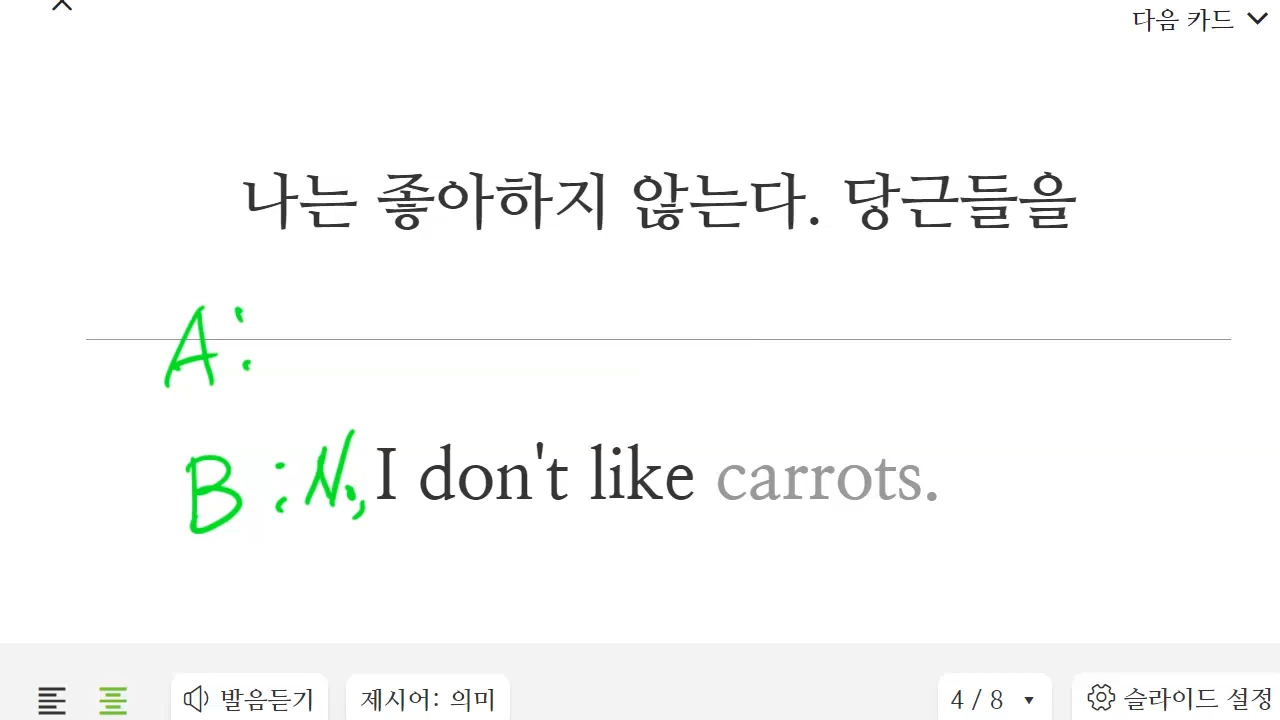 다음 카드
나는 좋아하지 않는다. 당근들을
A:
B: No, I don't like carrots.
발음듣기 제시어: 의미 4 / 8 슬라이드 설정